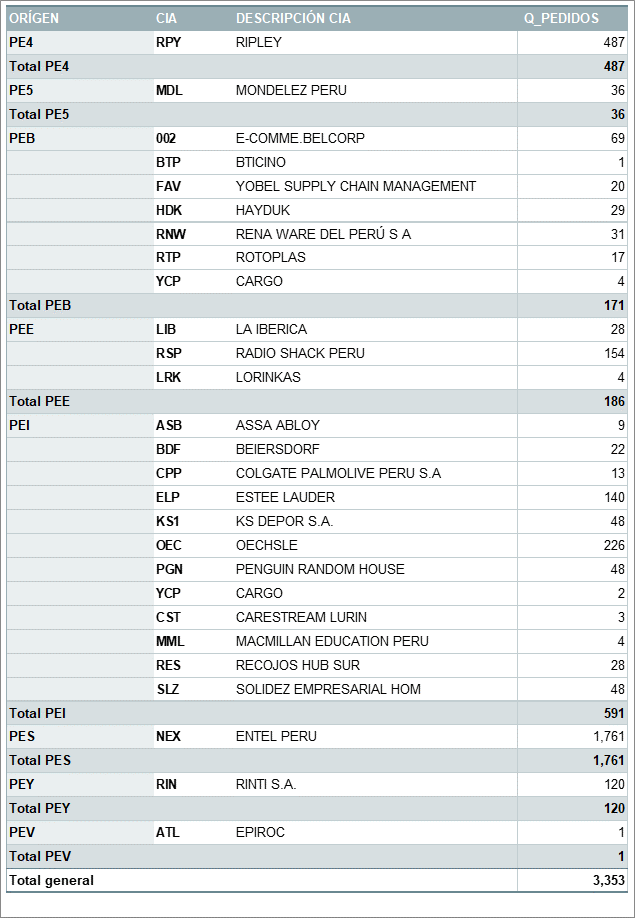 ORÍGEN CIA DESCRIPCIÓN CIA Q_PEDIDOS
PE4 RPY RIPLEY 487
Total PE4 487
PE5 MDL MONDELEZ PERU 36
Total PE5 36
PEB 002 E-COMME.BELCORP 69
BTP BTICINO 1
FAV YOBEL SUPPLY CHAIN MANAGEMENT 20
HDK HAYDUK 29
RNW RENA WARE DEL PERÚ S A 31
RTP ROTOPLAS 17
YCP CARGO 4
Total PEB 171
PEE LIB LA IBERICA 28
RSP RADIO SHACK PERU 154
LRK LORINKAS 4
Total PEE 186
PEI ASB ASSA ABLOY 9
BDF BEIERSDORF 22
CPP COLGATE PALMOLIVE PERU S.A 13
ELP ESTEE LAUDER 140
KS1 KS DEPOR S.A. 48
OEC OECHSLE 226
PGN PENGUIN RANDOM HOUSE 48
YCP CARGO 2
CST CARESTREAM LURIN 3
MML MACMILLAN EDUCATION PERU 4
RES RECOJOS HUB SUR 28
SLZ SOLIDEZ EMPRESARIAL HOM 48
Total PEI 591
PES NEX ENTEL PERU 1,761
Total PES 1,761
PEY RIN RINTI S.A. 120
Total PEY 120
PEV ATL EPIROC 1
Total PEV 1
Total general 3,353